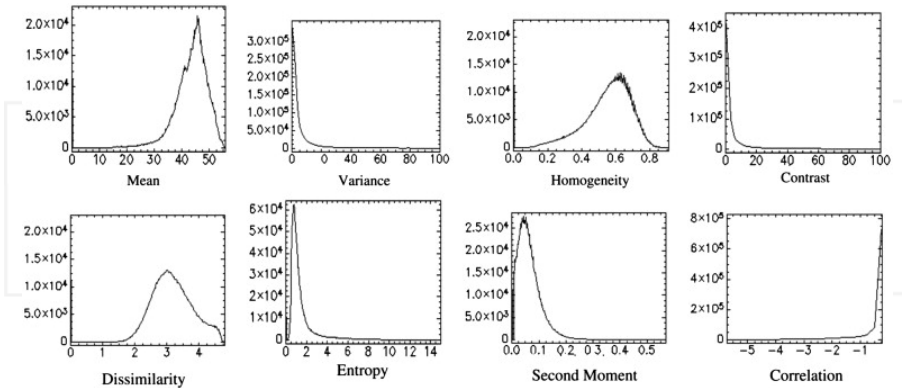 2.0×10⁴
1.5×10⁴
1.0×10⁴
5.0×10³
0
0 10 20 30 40 50
Mean
3.0×10⁵
2.5×10⁵
2.0×10⁵
1.5×10⁵
1.0×10⁵
5.0×10⁴
0
0 20 40 60 80 100
Variance
2.0×10⁴
1.5×10⁴
1.0×10⁴
5.0×10³
0
0.0 0.2 0.4 0.6 0.8
Homogeneity
4×10⁵
3×10⁵
2×10⁵
1×10⁵
0
0 20 40 60 80 100
Contrast
2.0×10⁴
1.5×10⁴
1.0×10⁴
5.0×10³
0
0 1 2 3 4
Dissimilarity
6×10⁴
5×10⁴
4×10⁴
3×10⁴
2×10⁴
1×10⁴
0
0 2 4 6 8 10 12 14
Entropy
2.5×10⁴
2.0×10⁴
1.5×10⁴
1.0×10⁴
5.0×10³
0
0.0 0.1 0.2 0.3 0.4 0.5
Second Moment
8×10⁵
6×10⁵
4×10⁵
2×10⁵
0
-5 -4 -3 -2 -1
Correlation